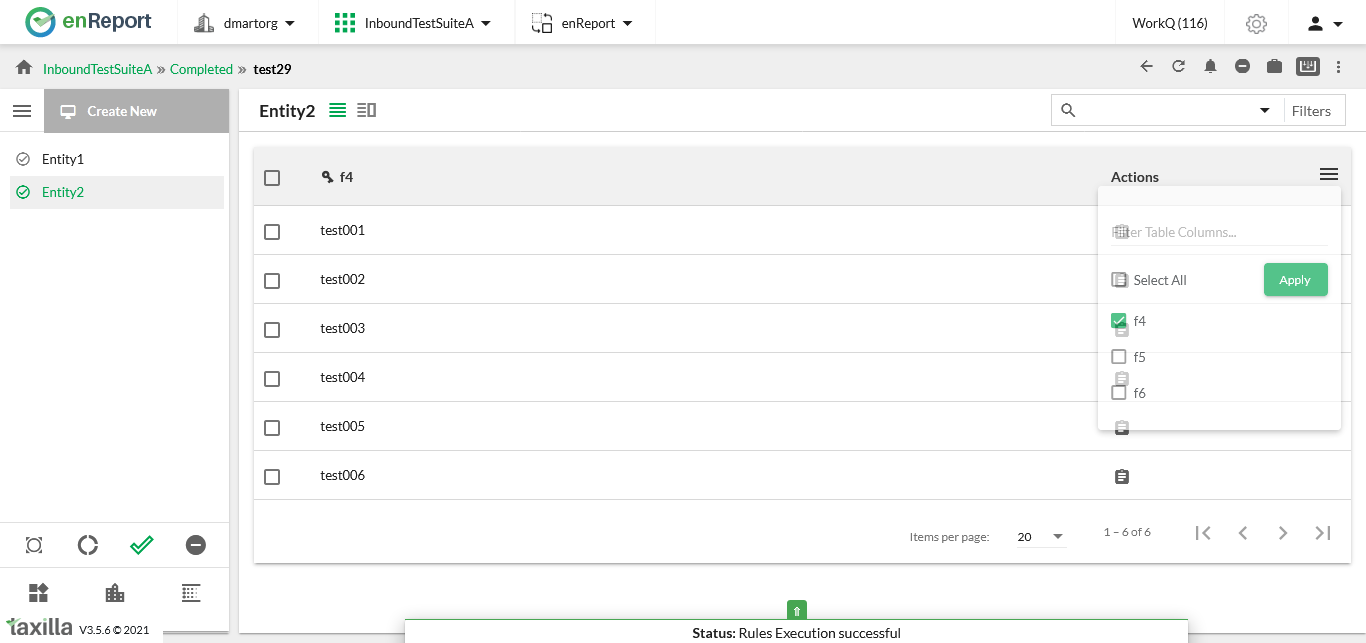 enReport
dmartorg
InboundTestSuiteA
enReport
WorkQ (116)
InboundTestSuiteA » Completed » test29
Create New
Entity2
Filters
Entity1
Entity2
f4
Actions
test001
test002
test003
test004
test005
test006
Filter Table Columns...
Select All
Apply
f4
f5
f6
Items per page: 20 1 – 6 of 6
taxilla V3.5.6 © 2021
Status: Rules Execution successful